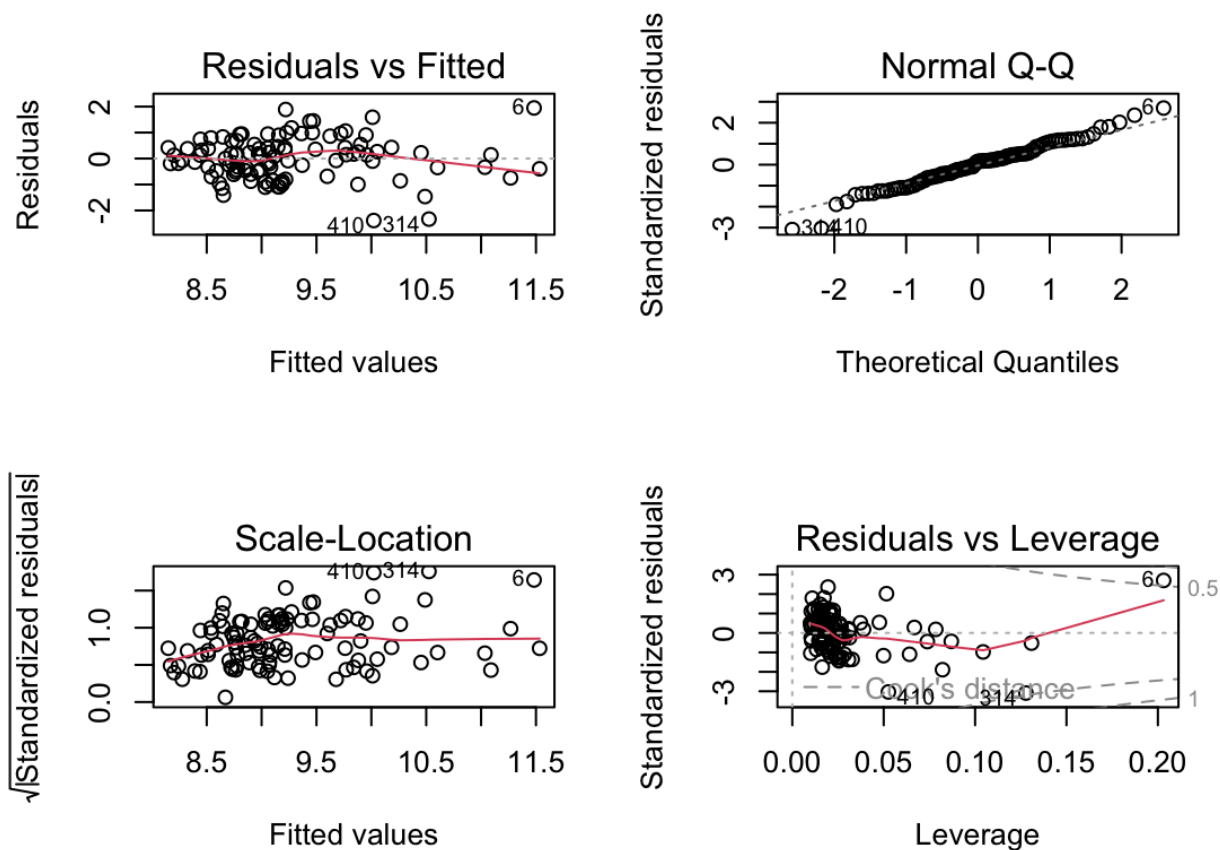 Residuals vs Fitted
Residuals
2
0
-2
6
410
314
8.5 9.5 10.5 11.5
Fitted values
Normal Q-Q
Standardized residuals
2
0
-3
6
314
410
-2 -1 0 1 2
Theoretical Quantiles
Scale-Location
√|Standardized residuals|
1.0
0.0
410
314
6
8.5 9.5 10.5 11.5
Fitted values
Residuals vs Leverage
Standardized residuals
3
0
-3
6
0.5
Cook's distance
410
314
1
0.00 0.05 0.10 0.15 0.20
Leverage